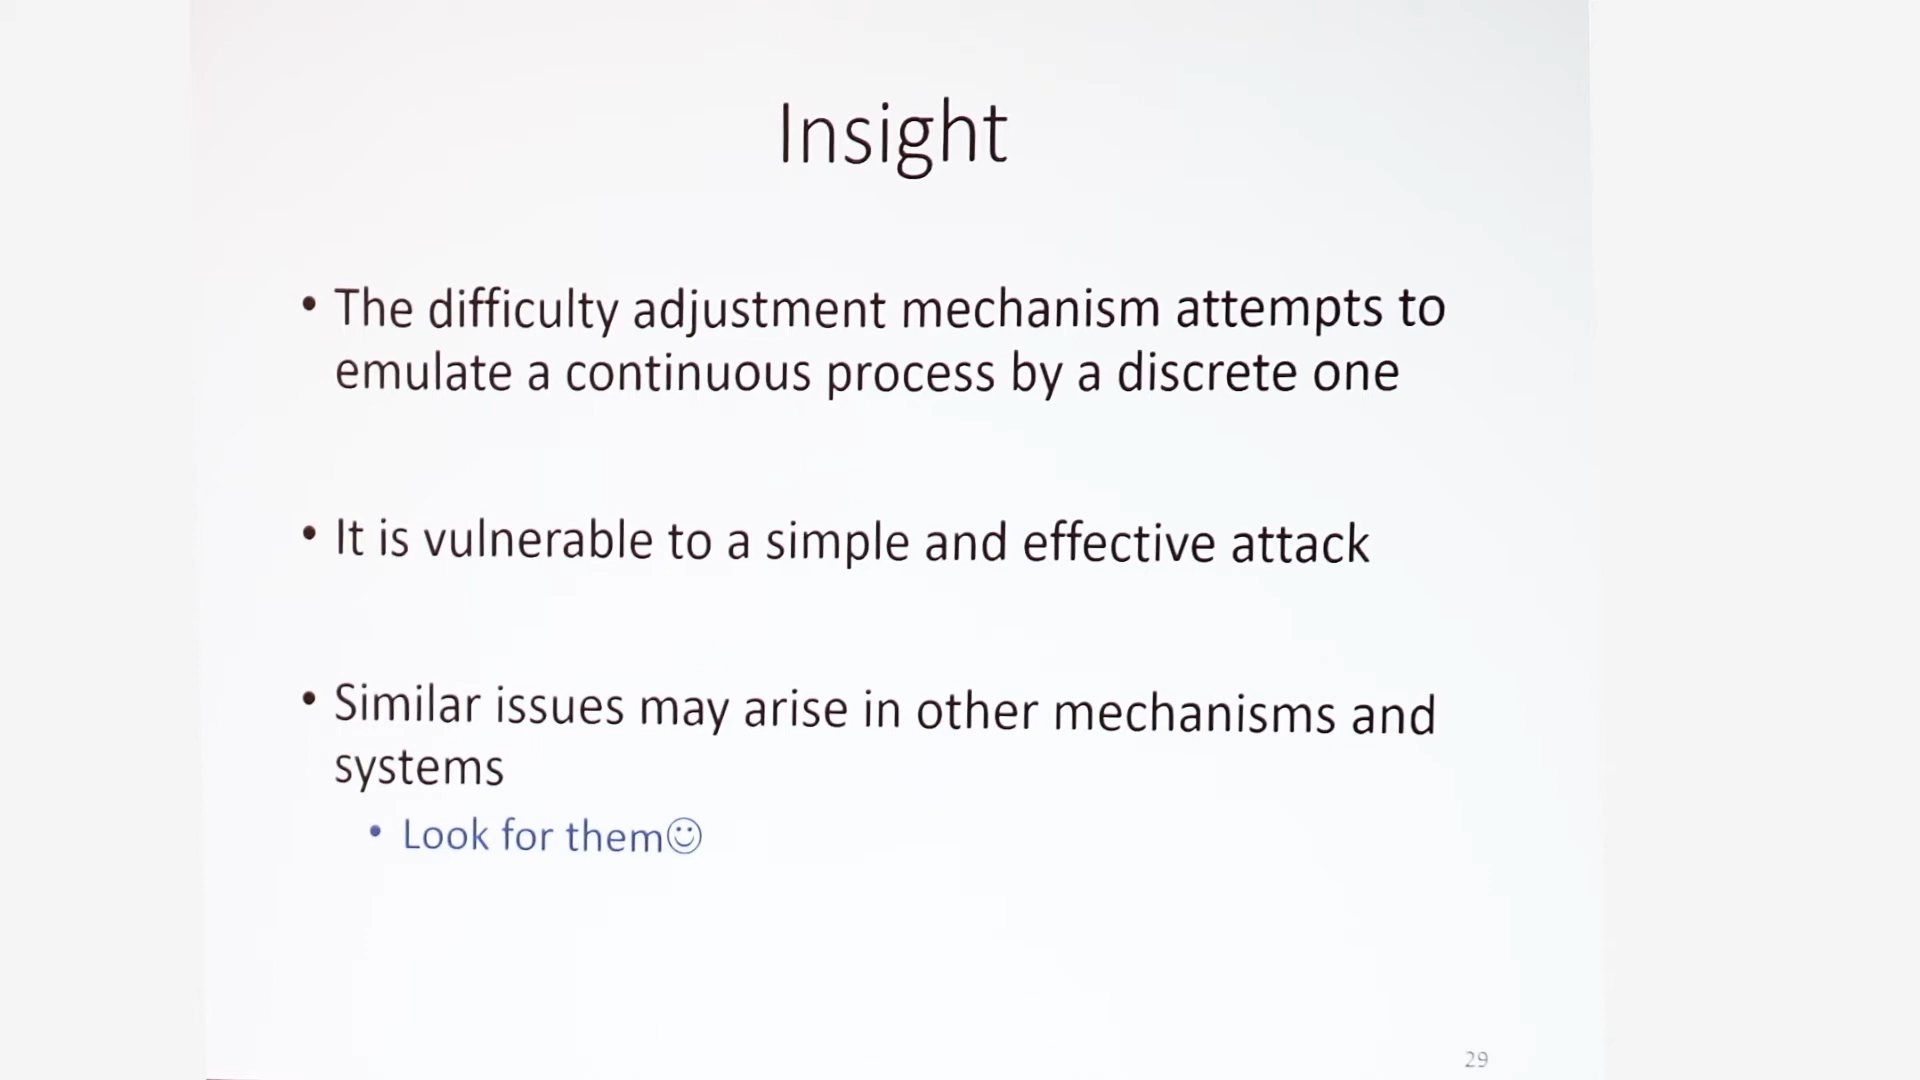 Insight
• The difficulty adjustment mechanism attempts to
emulate a continuous process by a discrete one
• It is vulnerable to a simple and effective attack
• Similar issues may arise in other mechanisms and
systems
• Look for them☺
29